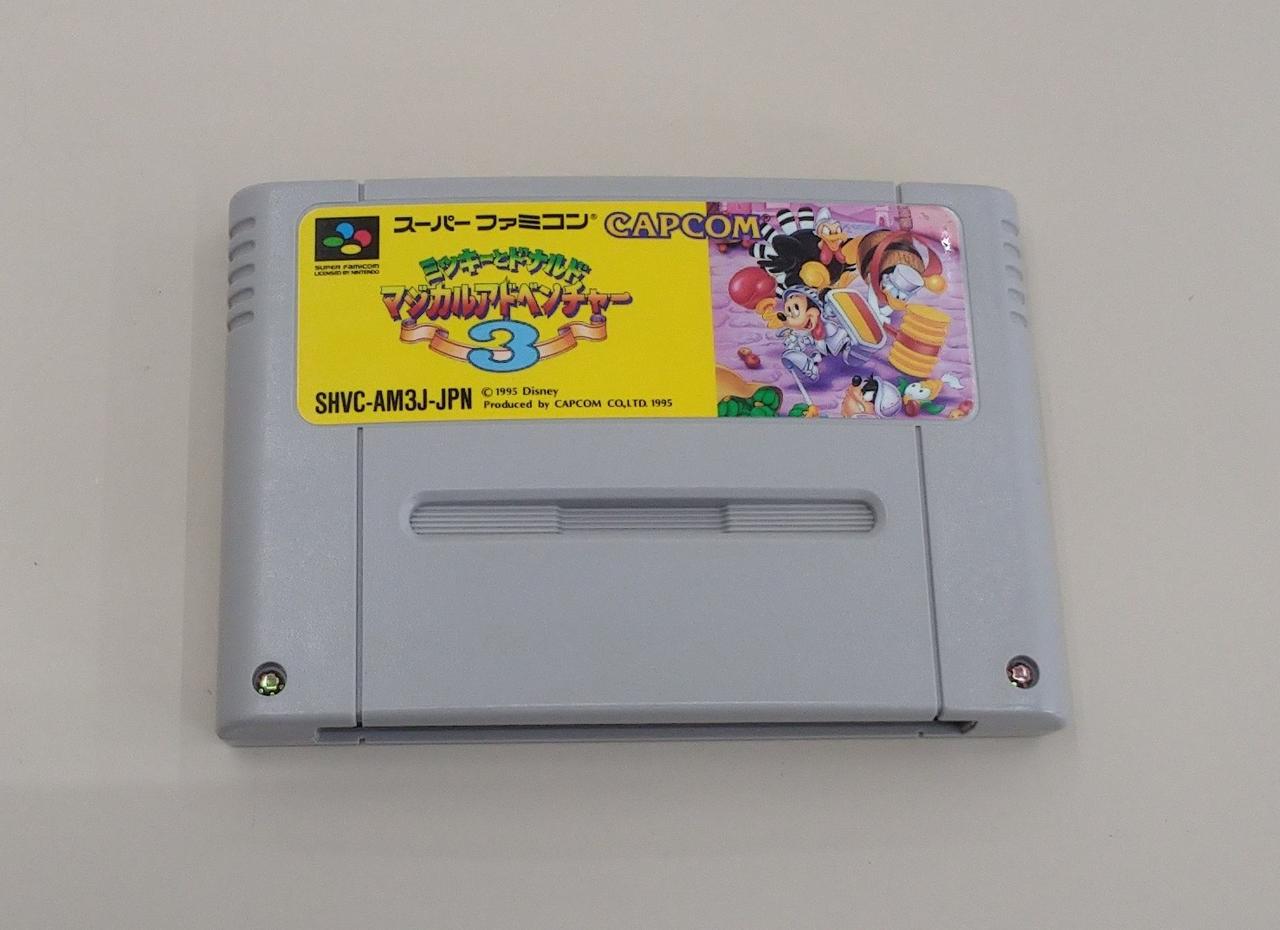 SUPER FAMICOM
LICENSED BY NINTENDO
スーパーファミコン®
CAPCOM®
ミッキーとドナルド
マジカルアドベンチャー
3
SHVC-AM3J-JPN
© 1995 Disney
Produced by CAPCOM CO.,LTD. 1995